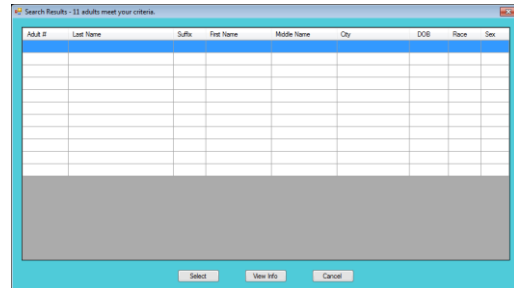 Search Results - 11 adults meet your criteria.
Adult # Last Name Suffix First Name Middle Name City DOB Race Sex
Select View Info Cancel